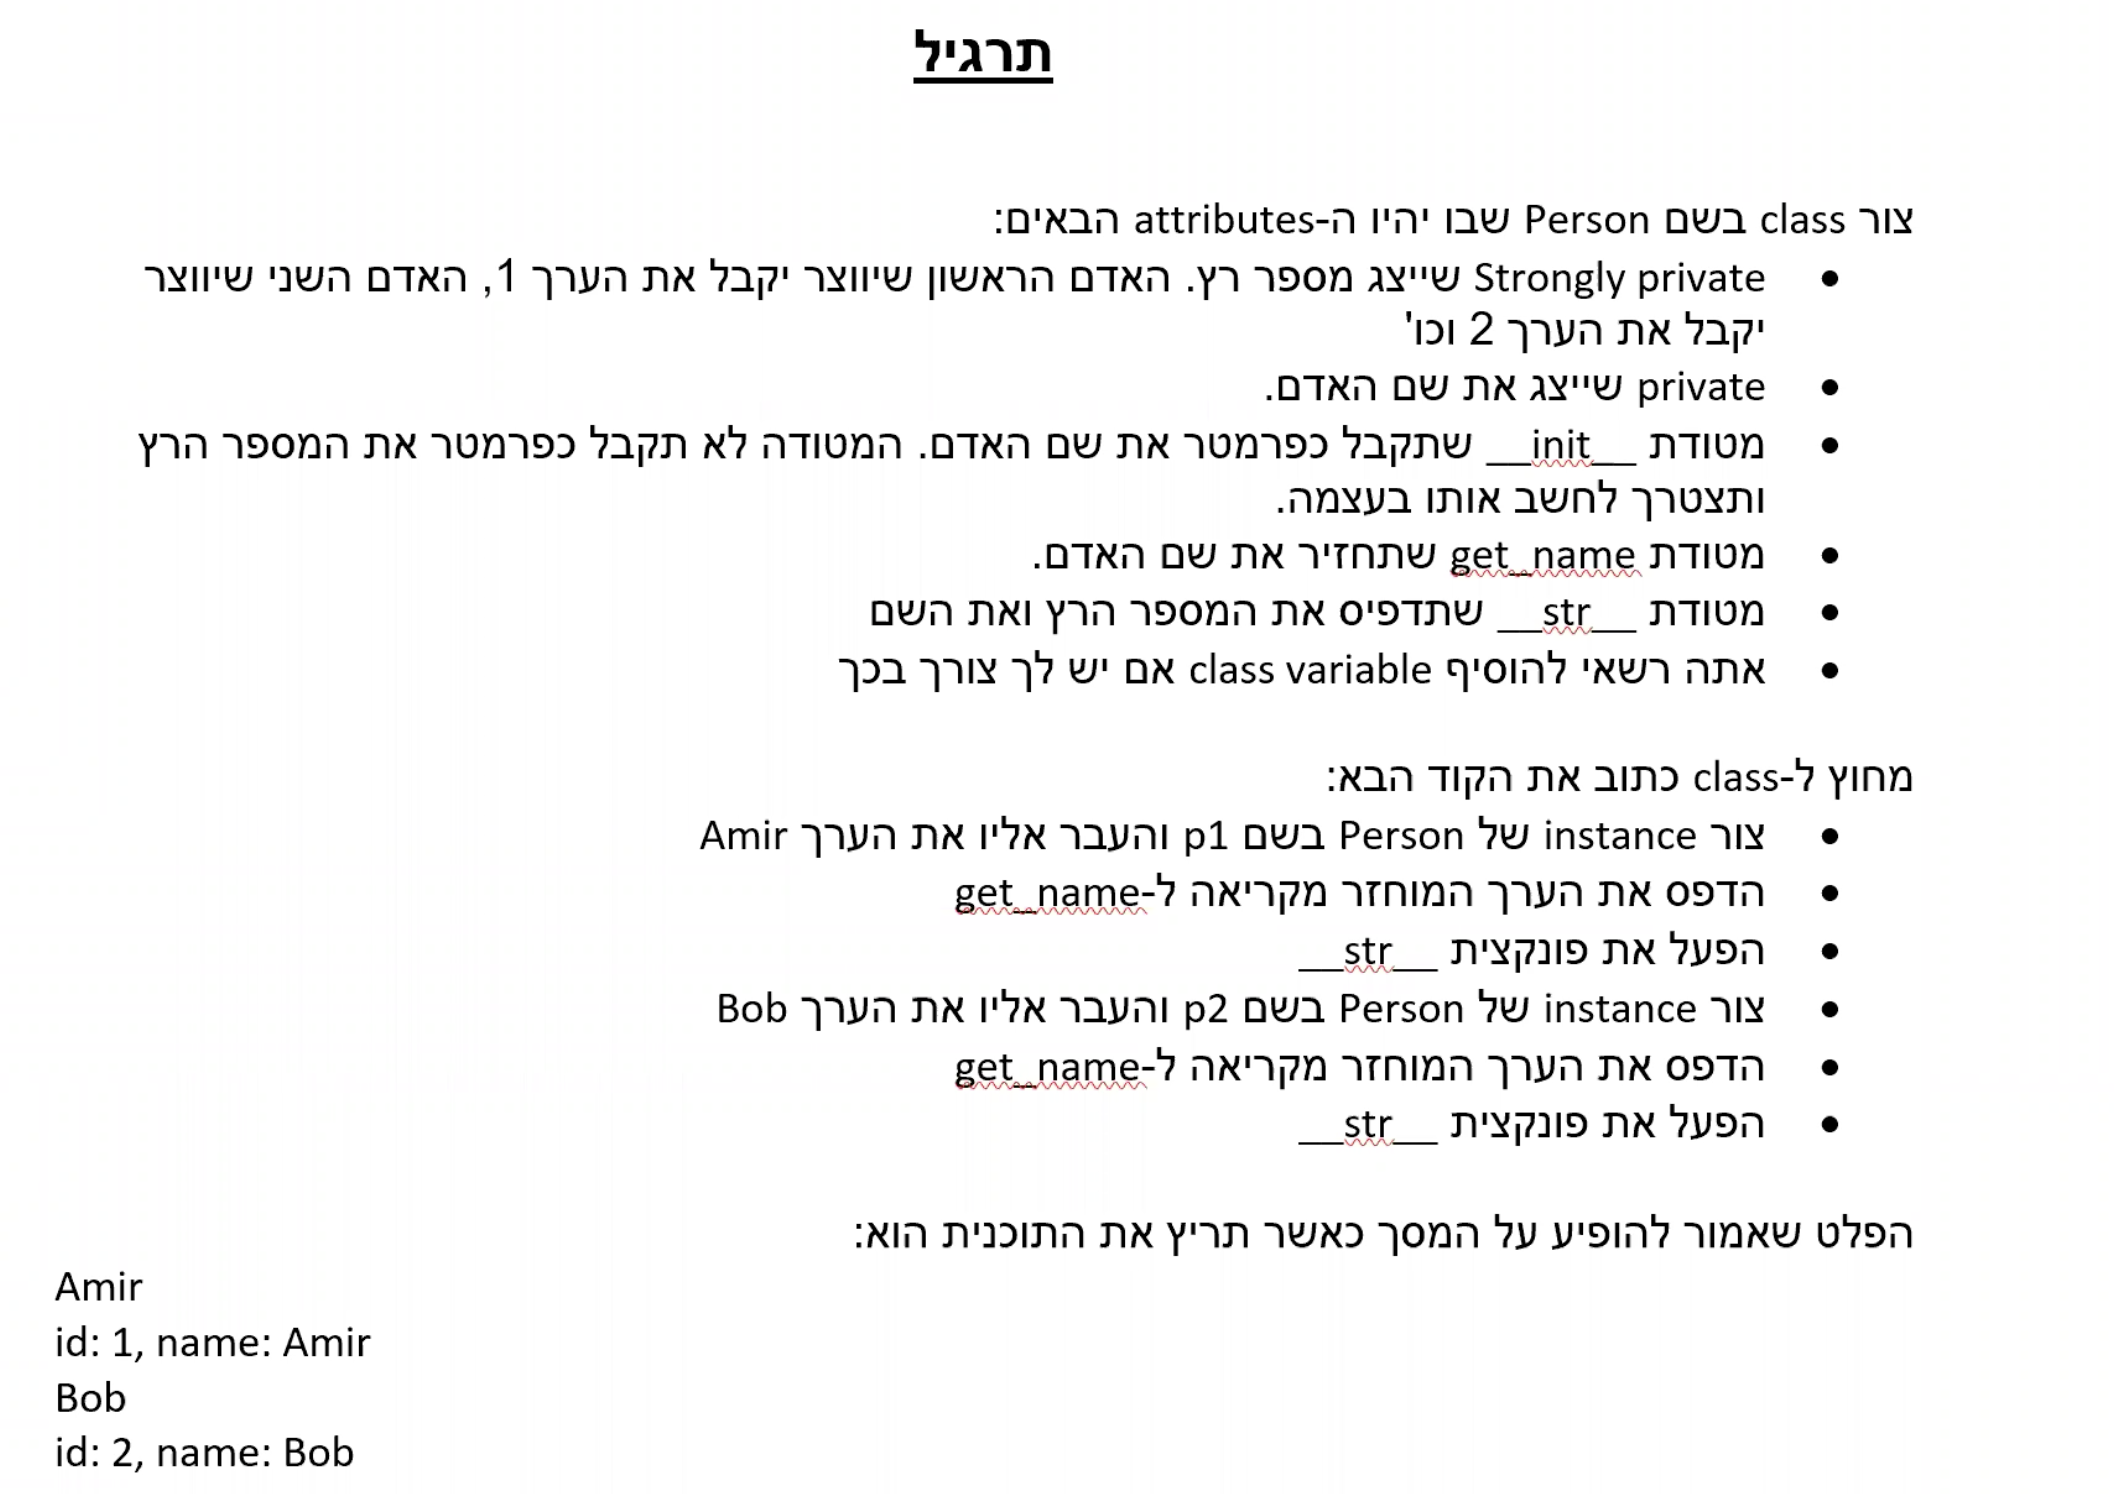 תרגיל
צור class בשם Person שבו יהיו ה-attributes הבאים:
• Strongly private שייצג מספר רץ. האדם הראשון שיווצר יקבל את הערך 1, האדם השני שיווצר
יקבל את הערך 2 וכו'
• private שייצג את שם האדם.
• מטודת __init__ שתקבל כפרמטר את שם האדם. המטודה לא תקבל כפרמטר את המספר הרץ
ותצטרך לחשב אותו בעצמה.
• מטודת get_name שתחזיר את שם האדם.
• מטודת __str__ שתדפיס את המספר הרץ ואת השם
• אתה רשאי להוסיף class variable אם יש לך צורך בכך
מחוץ ל-class כתוב את הקוד הבא:
• צור instance של Person בשם p1 והעבר אליו את הערך Amir
• הדפס את הערך המוחזר מקריאה ל-get_name
• הפעל את פונקצית __str__
• צור instance של Person בשם p2 והעבר אליו את הערך Bob
• הדפס את הערך המוחזר מקריאה ל-get_name
• הפעל את פונקצית __str__
הפלט שאמור להופיע על המסך כאשר תריץ את התוכנית הוא:
Amir
id: 1, name: Amir
Bob
id: 2, name: Bob